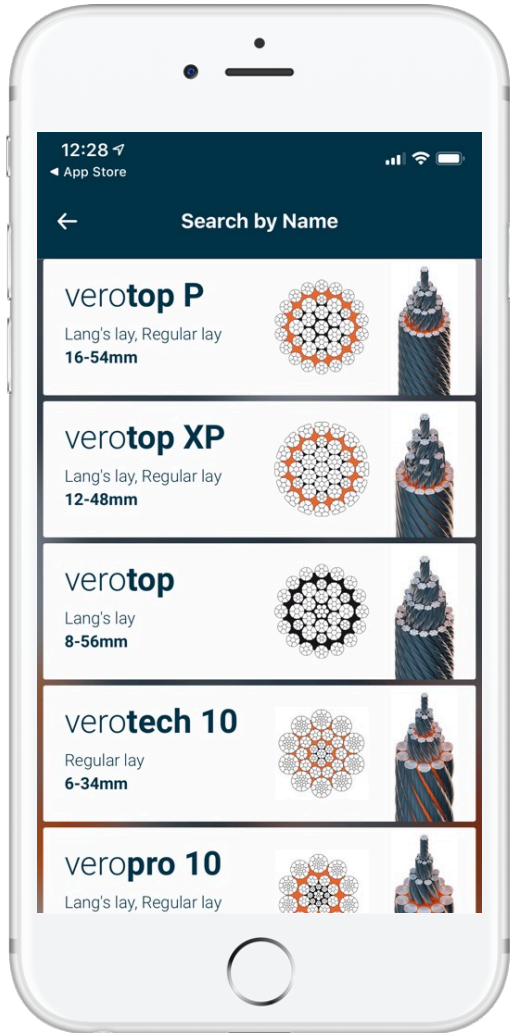 12:28
◀ App Store
Search by Name
verotop P
Lang's lay, Regular lay
16-54mm
verotop XP
Lang's lay, Regular lay
12-48mm
verotop
Lang's lay
8-56mm
verotech 10
Regular lay
6-34mm
veropro 10
Lang's lay, Regular lay